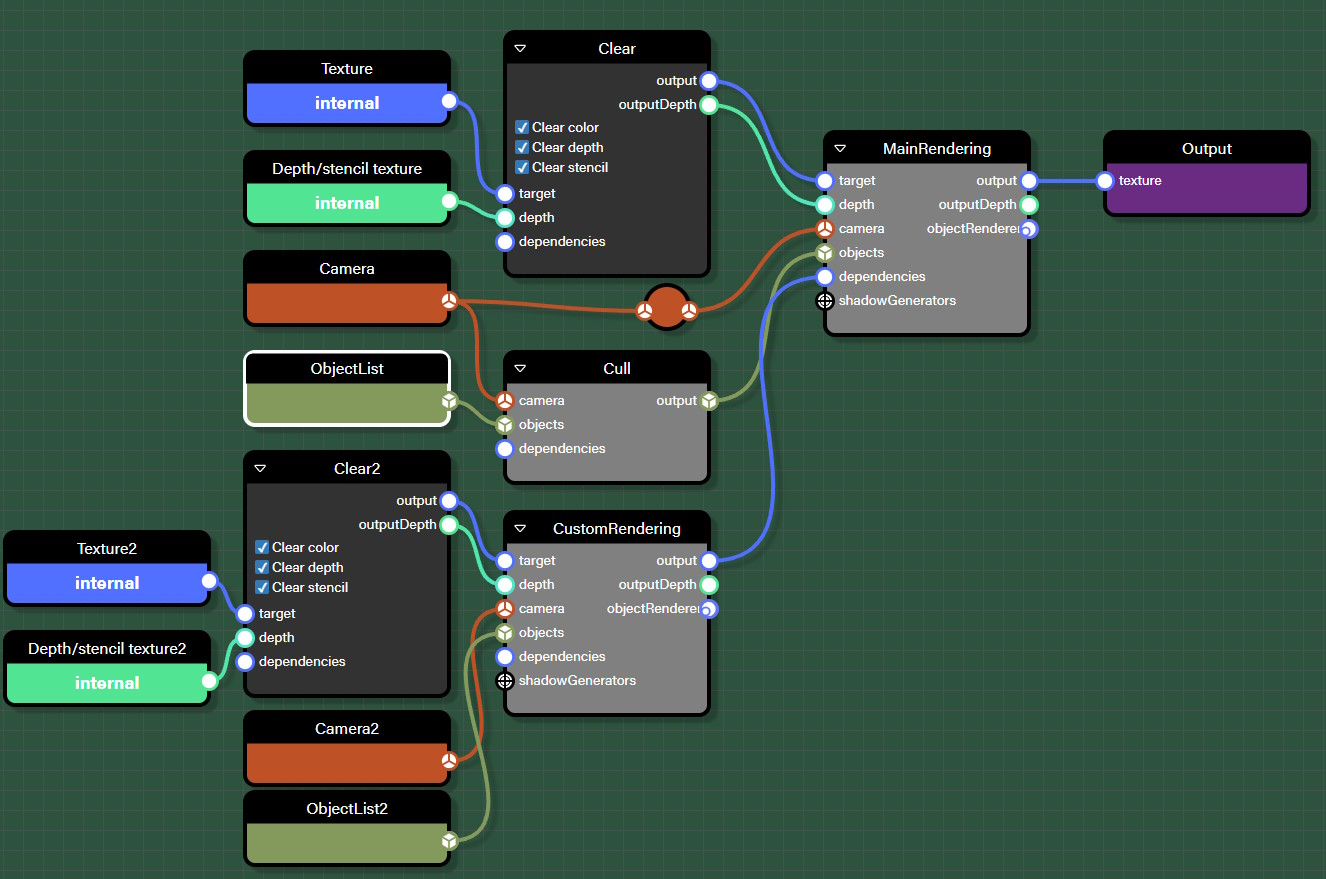 Texture
internal
Depth/stencil texture
internal
Camera
ObjectList
Clear
output
outputDepth
Clear color
Clear depth
Clear stencil
target
depth
dependencies
MainRendering
target
output
depth
outputDepth
camera
objectRenderer
objects
dependencies
shadowGenerators
Output
texture
Cull
camera
output
objects
dependencies
Clear2
output
outputDepth
Clear color
Clear depth
Clear stencil
target
depth
dependencies
Texture2
internal
Depth/stencil texture2
internal
CustomRendering
target
output
depth
outputDepth
camera
objectRenderer
objects
dependencies
shadowGenerators
Camera2
ObjectList2